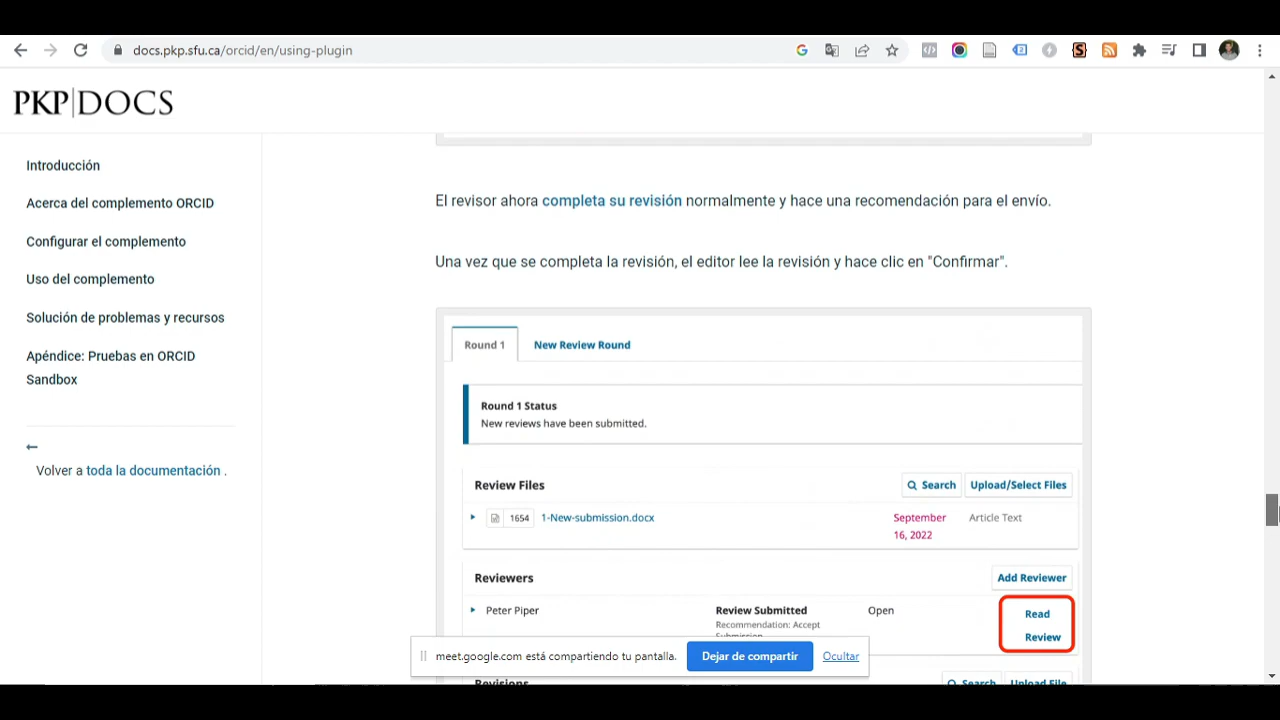 docs.pkp.sfu.ca/orcid/en/using-plugin
PKP|DOCS
Introducción
Acerca del complemento ORCID
Configurar el complemento
Uso del complemento
Solución de problemas y recursos
Apéndice: Pruebas en ORCID
Sandbox
←
Volver a toda la documentación .
El revisor ahora completa su revisión normalmente y hace una recomendación para el envío.
Una vez que se completa la revisión, el editor lee la revisión y hace clic en "Confirmar".
Round 1 New Review Round
Round 1 Status
New reviews have been submitted.
Review Files Search Upload/Select Files
1654 1-New-submission.docx September Article Text
16, 2022
Reviewers Add Reviewer
Peter Piper Review Submitted Open Read
Recommendation: Accept
Submission
Review
meet.google.com está compartiendo tu pantalla. Dejar de compartir Ocultar
Revisions Search Upload File